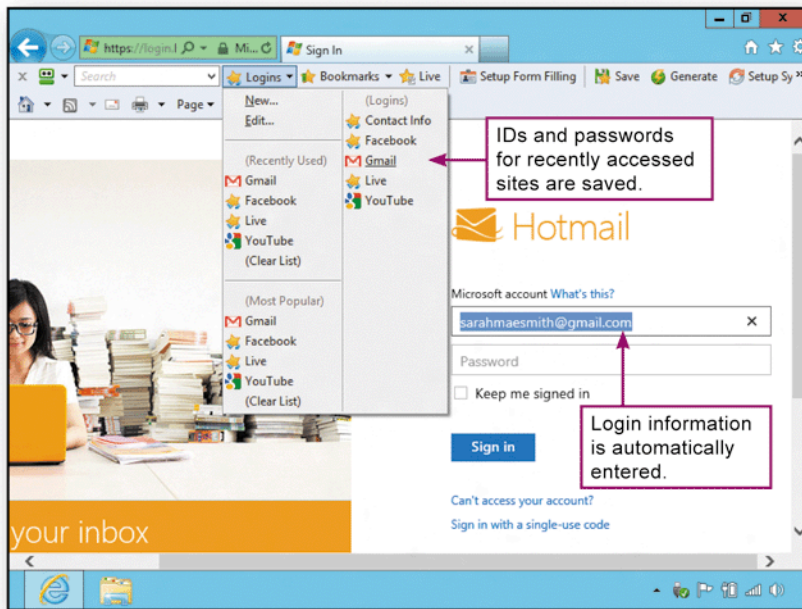 https://login.l
Mi...
Sign In
Search
Logins
Bookmarks
Live
Setup Form Filling
Save
Generate
Setup Sy
Page
New...
Edit...
(Recently Used)
Gmail
Facebook
Live
YouTube
(Clear List)
(Most Popular)
Gmail
Facebook
Live
YouTube
(Clear List)
(Logins)
Contact Info
Facebook
Gmail
Live
YouTube
IDs and passwords
for recently accessed
sites are saved.
Hotmail
Microsoft account What's this?
sarahmaesmith@gmail.com
Password
Keep me signed in
Login information
is automatically
entered.
Sign in
Can't access your account?
Sign in with a single-use code
your inbox